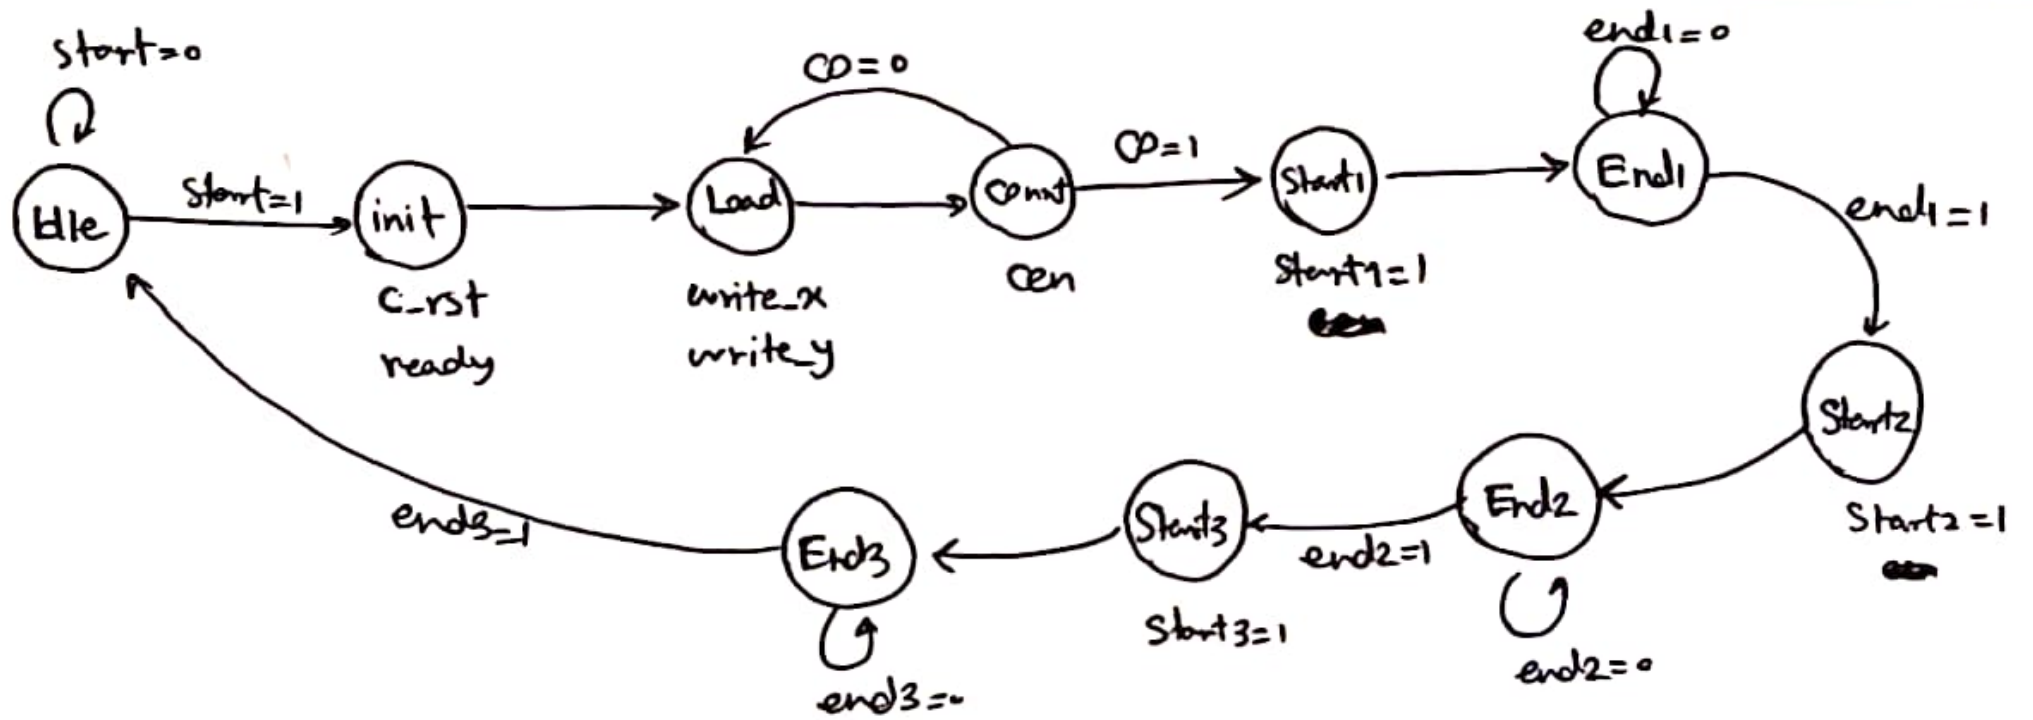 start=0
Idle
start=1
init
C_rst
ready
Load
write_x
write_y
co=0
count
cen
co=1
Start1
Start1=1
end1=0
End1
end1=1
Start2
Start2=1
End2
end2=0
end2=1
Start3
Start3=1
End3
end3=0
end3=1